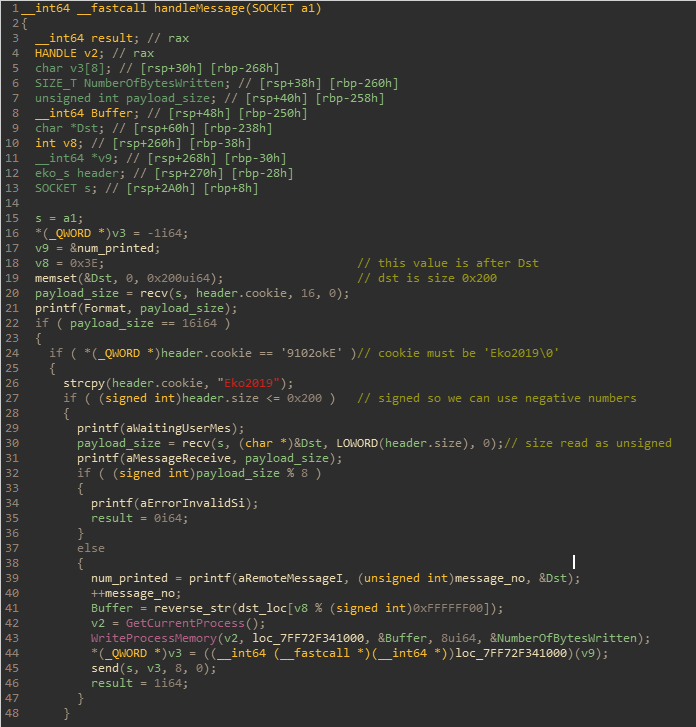 1 __int64 __fastcall handleMessage(SOCKET a1)
2 {
3 __int64 result; // rax
4 HANDLE v2; // rax
5 char v3[8]; // [rsp+30h] [rbp-268h]
6 SIZE_T NumberOfBytesWritten; // [rsp+38h] [rbp-260h]
7 unsigned int payload_size; // [rsp+40h] [rbp-258h]
8 __int64 Buffer; // [rsp+48h] [rbp-250h]
9 char *Dst; // [rsp+60h] [rbp-238h]
10 int v8; // [rsp+260h] [rbp-38h]
11 __int64 *v9; // [rsp+268h] [rbp-30h]
12 eko_s header; // [rsp+270h] [rbp-28h]
13 SOCKET s; // [rsp+2A0h] [rbp+8h]
14
15 s = a1;
16 *(_QWORD *)v3 = -1i64;
17 v9 = &num_printed;
18 v8 = 0x3E; // this value is after Dst
19 memset(&Dst, 0, 0x200ui64); // dst is size 0x200
20 payload_size = recv(s, header.cookie, 16, 0);
21 printf(Format, payload_size);
22 if ( payload_size == 16i64 )
23 {
24 if ( *(_QWORD *)header.cookie == '9102okE' )// cookie must be 'Eko2019\0'
25 {
26 strcpy(header.cookie, "Eko2019");
27 if ( (signed int)header.size <= 0x200 ) // signed so we can use negative numbers
28 {
29 printf(aWaitingUserMes);
30 payload_size = recv(s, (char *)&Dst, LOWORD(header.size), 0);// size read as unsigned
31 printf(aMessageReceive, payload_size);
32 if ( (signed int)payload_size % 8 )
33 {
34 printf(aErrorInvalidSi);
35 result = 0i64;
36 }
37 else
38 {
39 num_printed = printf(aRemoteMessageI, (unsigned int)message_no, &Dst);
40 ++message_no;
41 Buffer = reverse_str(dst_loc[v8 % (signed int)0xFFFFFF00]);
42 v2 = GetCurrentProcess();
43 WriteProcessMemory(v2, loc_7FF72F341000, &Buffer, 8ui64, &NumberOfBytesWritten);
44 *(_QWORD *)v3 = ((__int64 (__fastcall *)(__int64 *))loc_7FF72F341000)(v9);
45 send(s, v3, 8, 0);
46 result = 1i64;
47 }
48 }